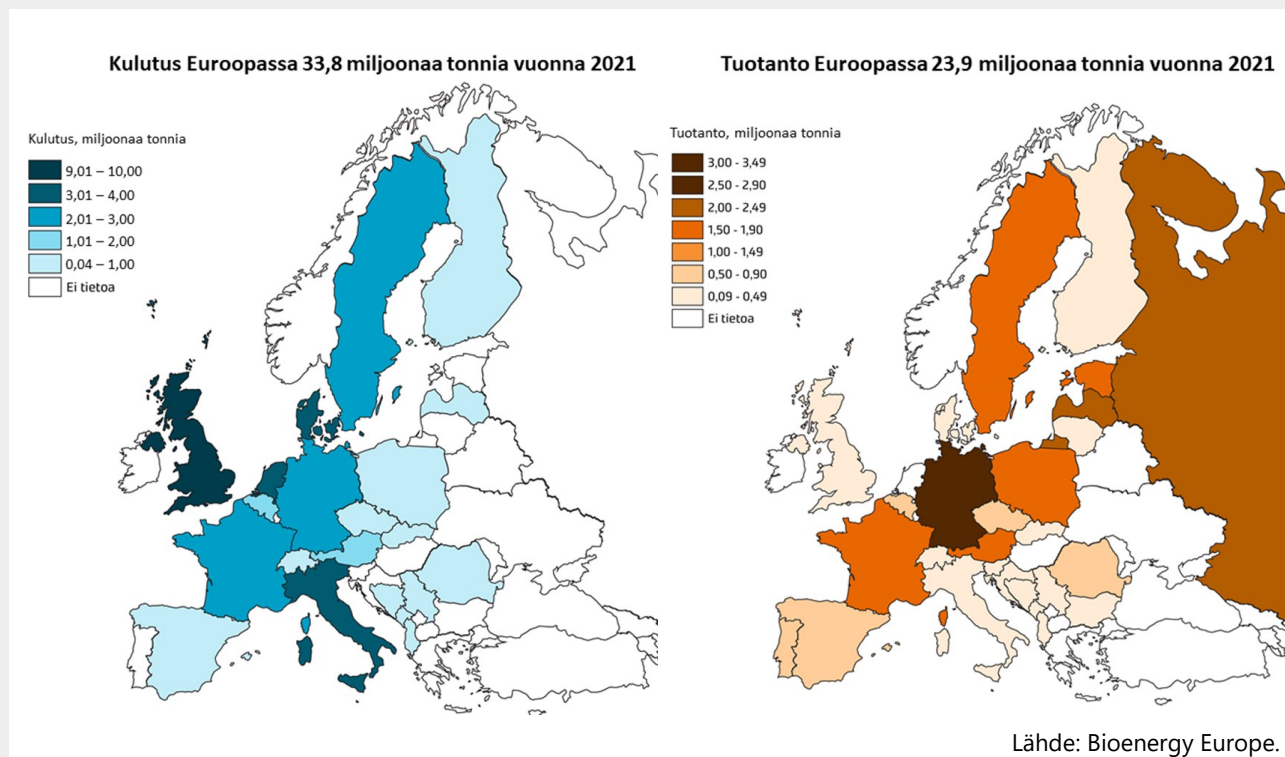 Kulutus Euroopassa 33,8 miljoonaa tonnia vuonna 2021
Kulutus, miljoonaa tonnia
9,01 – 10,00
3,01 – 4,00
2,01 – 3,00
1,01 – 2,00
0,04 – 1,00
Ei tietoa
Tuotanto Euroopassa 23,9 miljoonaa tonnia vuonna 2021
Tuotanto, miljoonaa tonnia
3,00 - 3,49
2,50 - 2,90
2,00 - 2,49
1,50 - 1,90
1,00 - 1,49
0,50 - 0,90
0,09 - 0,49
Ei tietoa
Lähde: Bioenergy Europe.